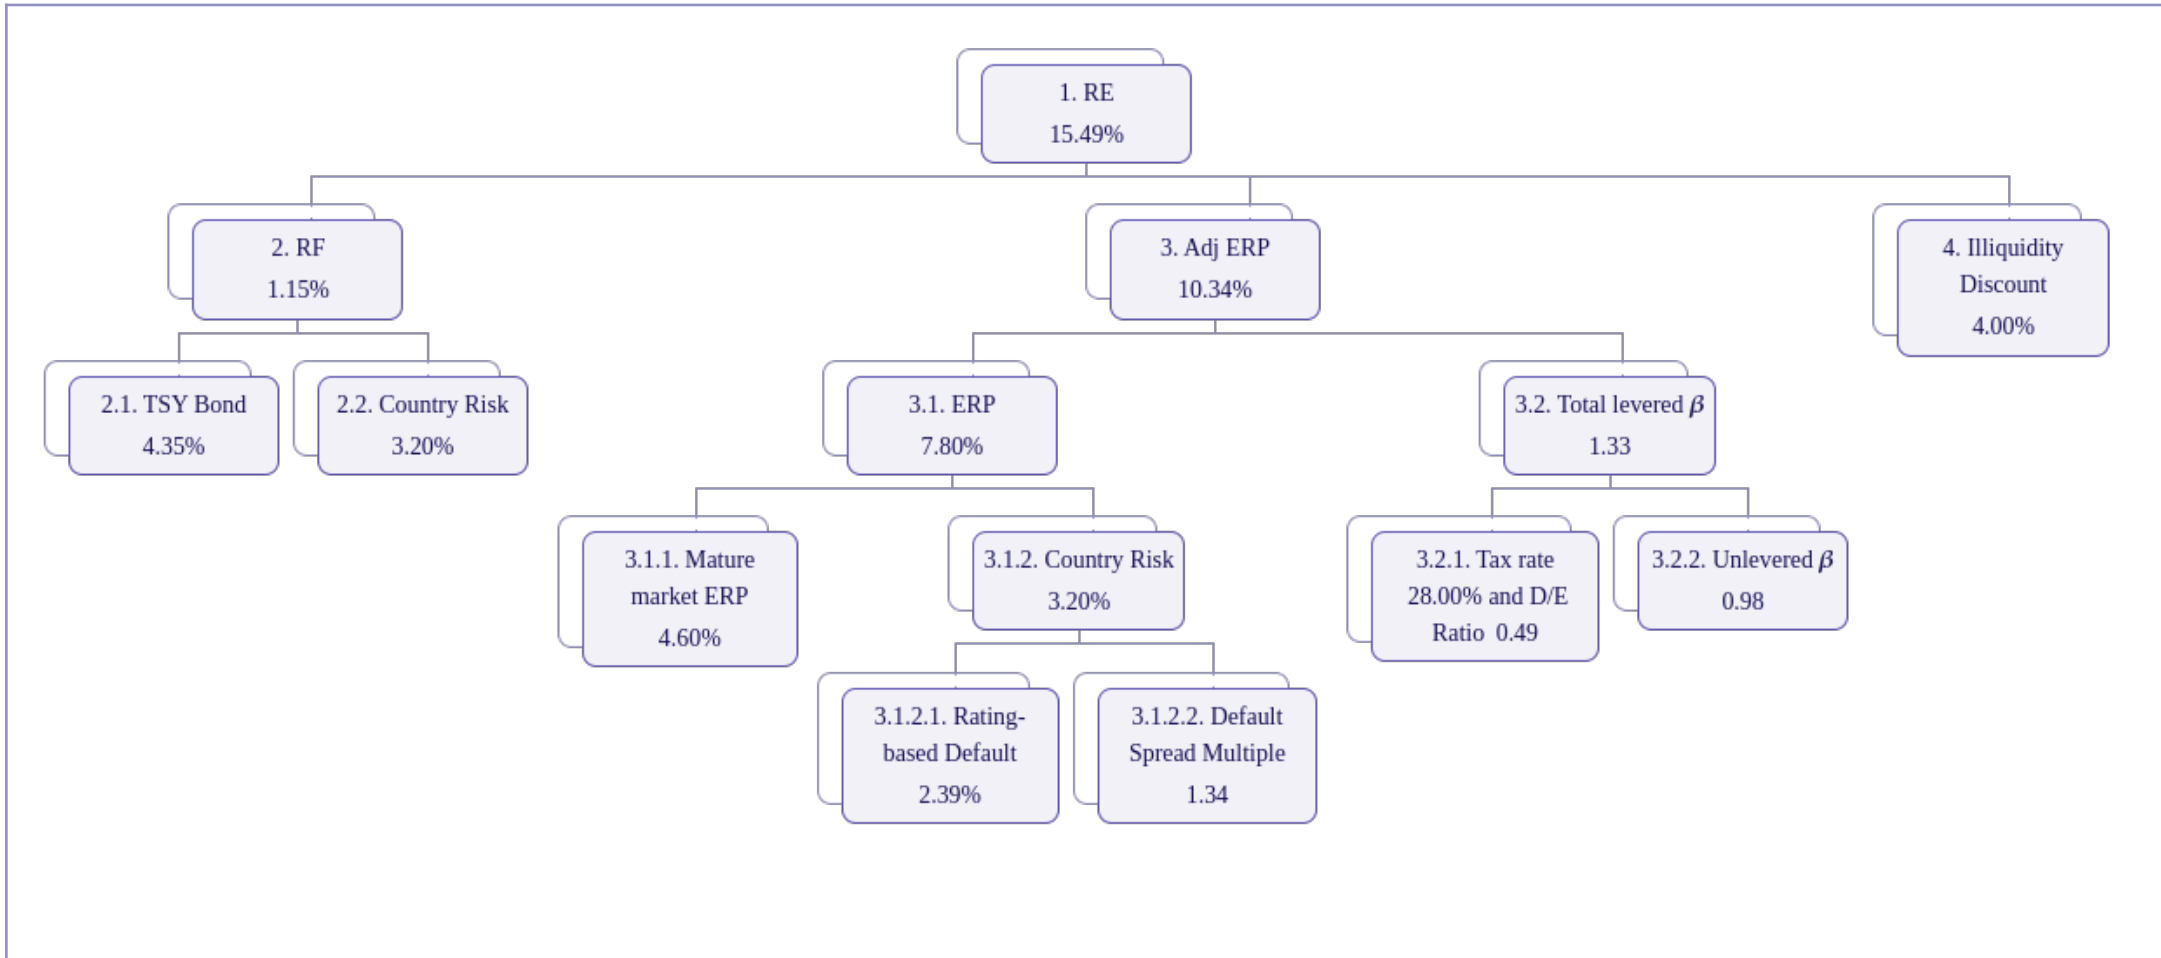 1. RE
15.49%
2. RF
1.15%
3. Adj ERP
10.34%
4. Illiquidity
Discount
4.00%
2.1. TSY Bond
4.35%
2.2. Country Risk
3.20%
3.1. ERP
7.80%
3.2. Total levered β
1.33
3.1.1. Mature
market ERP
4.60%
3.1.2. Country Risk
3.20%
3.2.1. Tax rate
28.00% and D/E
Ratio 0.49
3.2.2. Unlevered β
0.98
3.1.2.1. Rating-
based Default
2.39%
3.1.2.2. Default
Spread Multiple
1.34